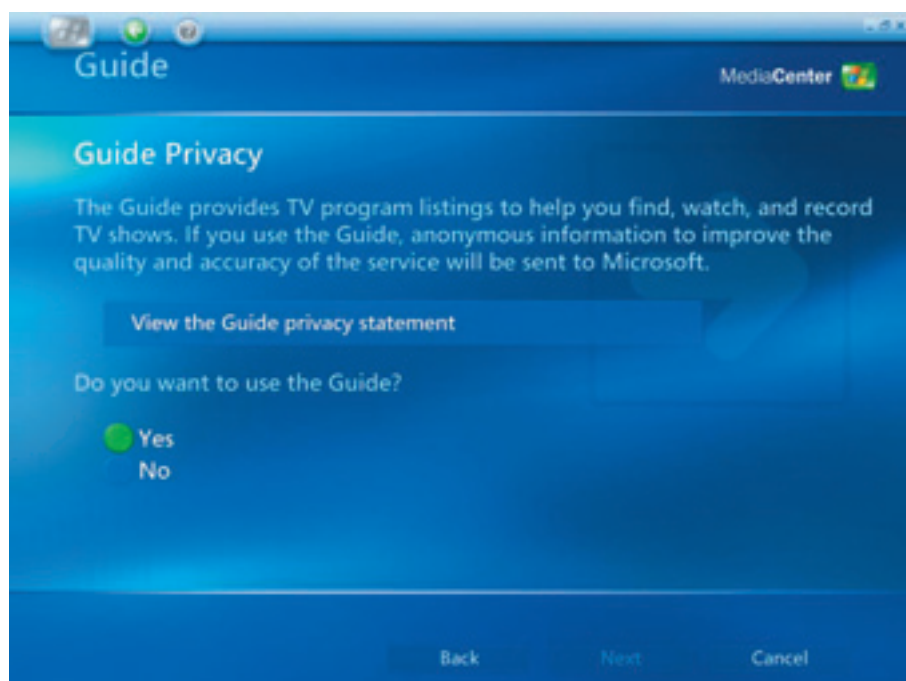 Guide
MediaCenter
Guide Privacy
The Guide provides TV program listings to help you find, watch, and record
TV shows. If you use the Guide, anonymous information to improve the
quality and accuracy of the service will be sent to Microsoft.
View the Guide privacy statement
Do you want to use the Guide?
Yes
No
Back Next Cancel